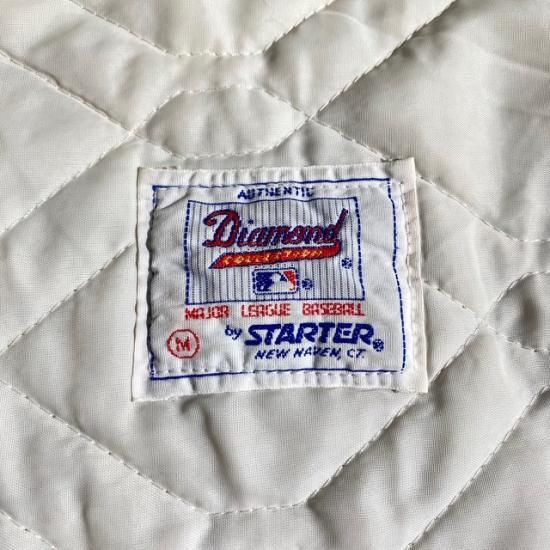 AUTHENTIC
Diamond
COLLECTION
®
MAJOR LEAGUE BASEBALL
M
by STARTER®
NEW HAVEN, CT.